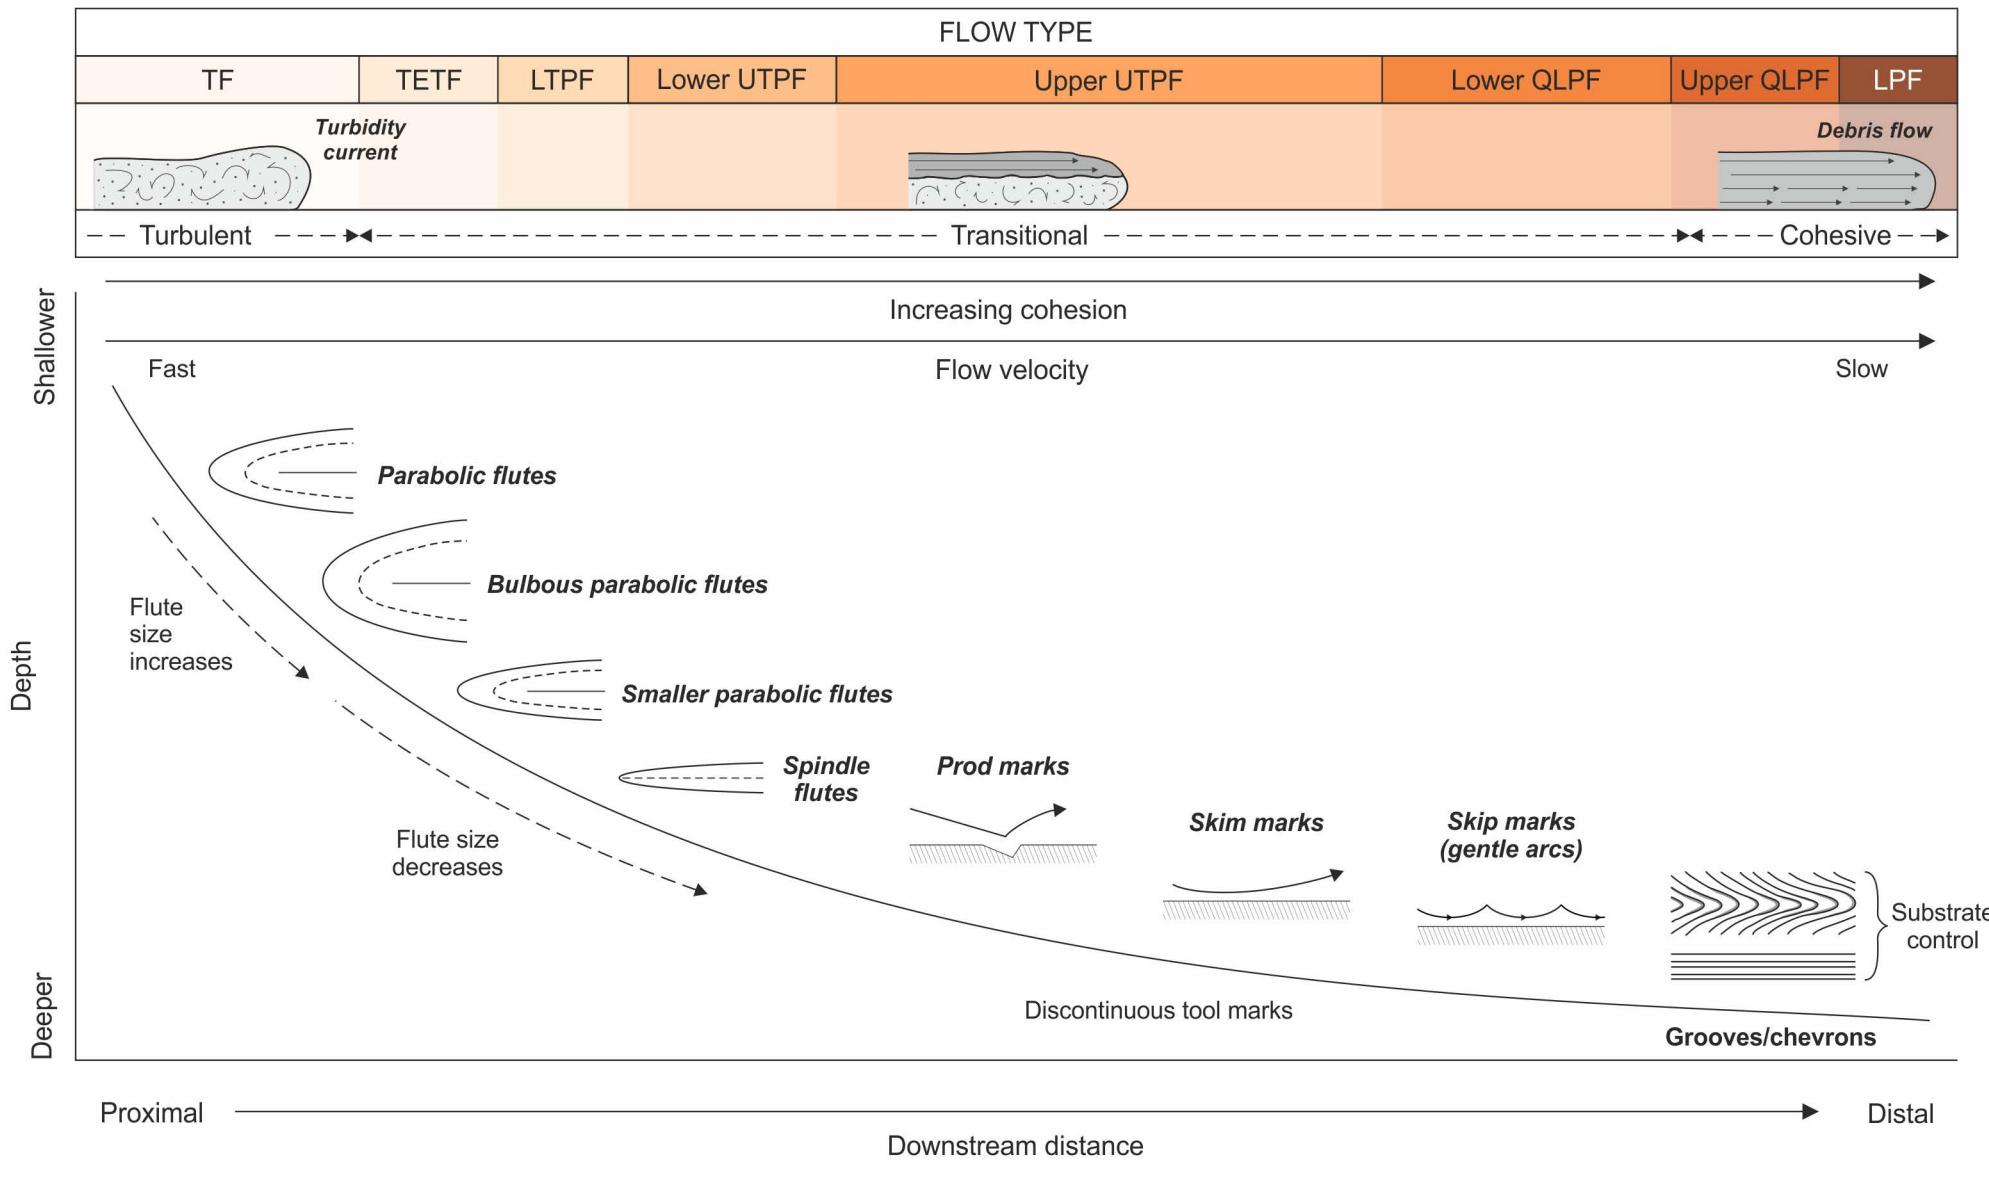 FLOW TYPE
TF TETF LTPF Lower UTPF Upper UTPF Lower QLPF Upper QLPF LPF
Turbidity
current
Debris flow
Turbulent Transitional Cohesive
Increasing cohesion
Fast Flow velocity Slow
Shallower
Depth
Deeper
Parabolic flutes
Bulbous parabolic flutes
Flute
size
increases
Smaller parabolic flutes
Spindle
flutes
Prod marks
Flute size
decreases
Skim marks
Skip marks
(gentle arcs)
Substrate
control
Discontinuous tool marks
Grooves/chevrons
Proximal Distal
Downstream distance